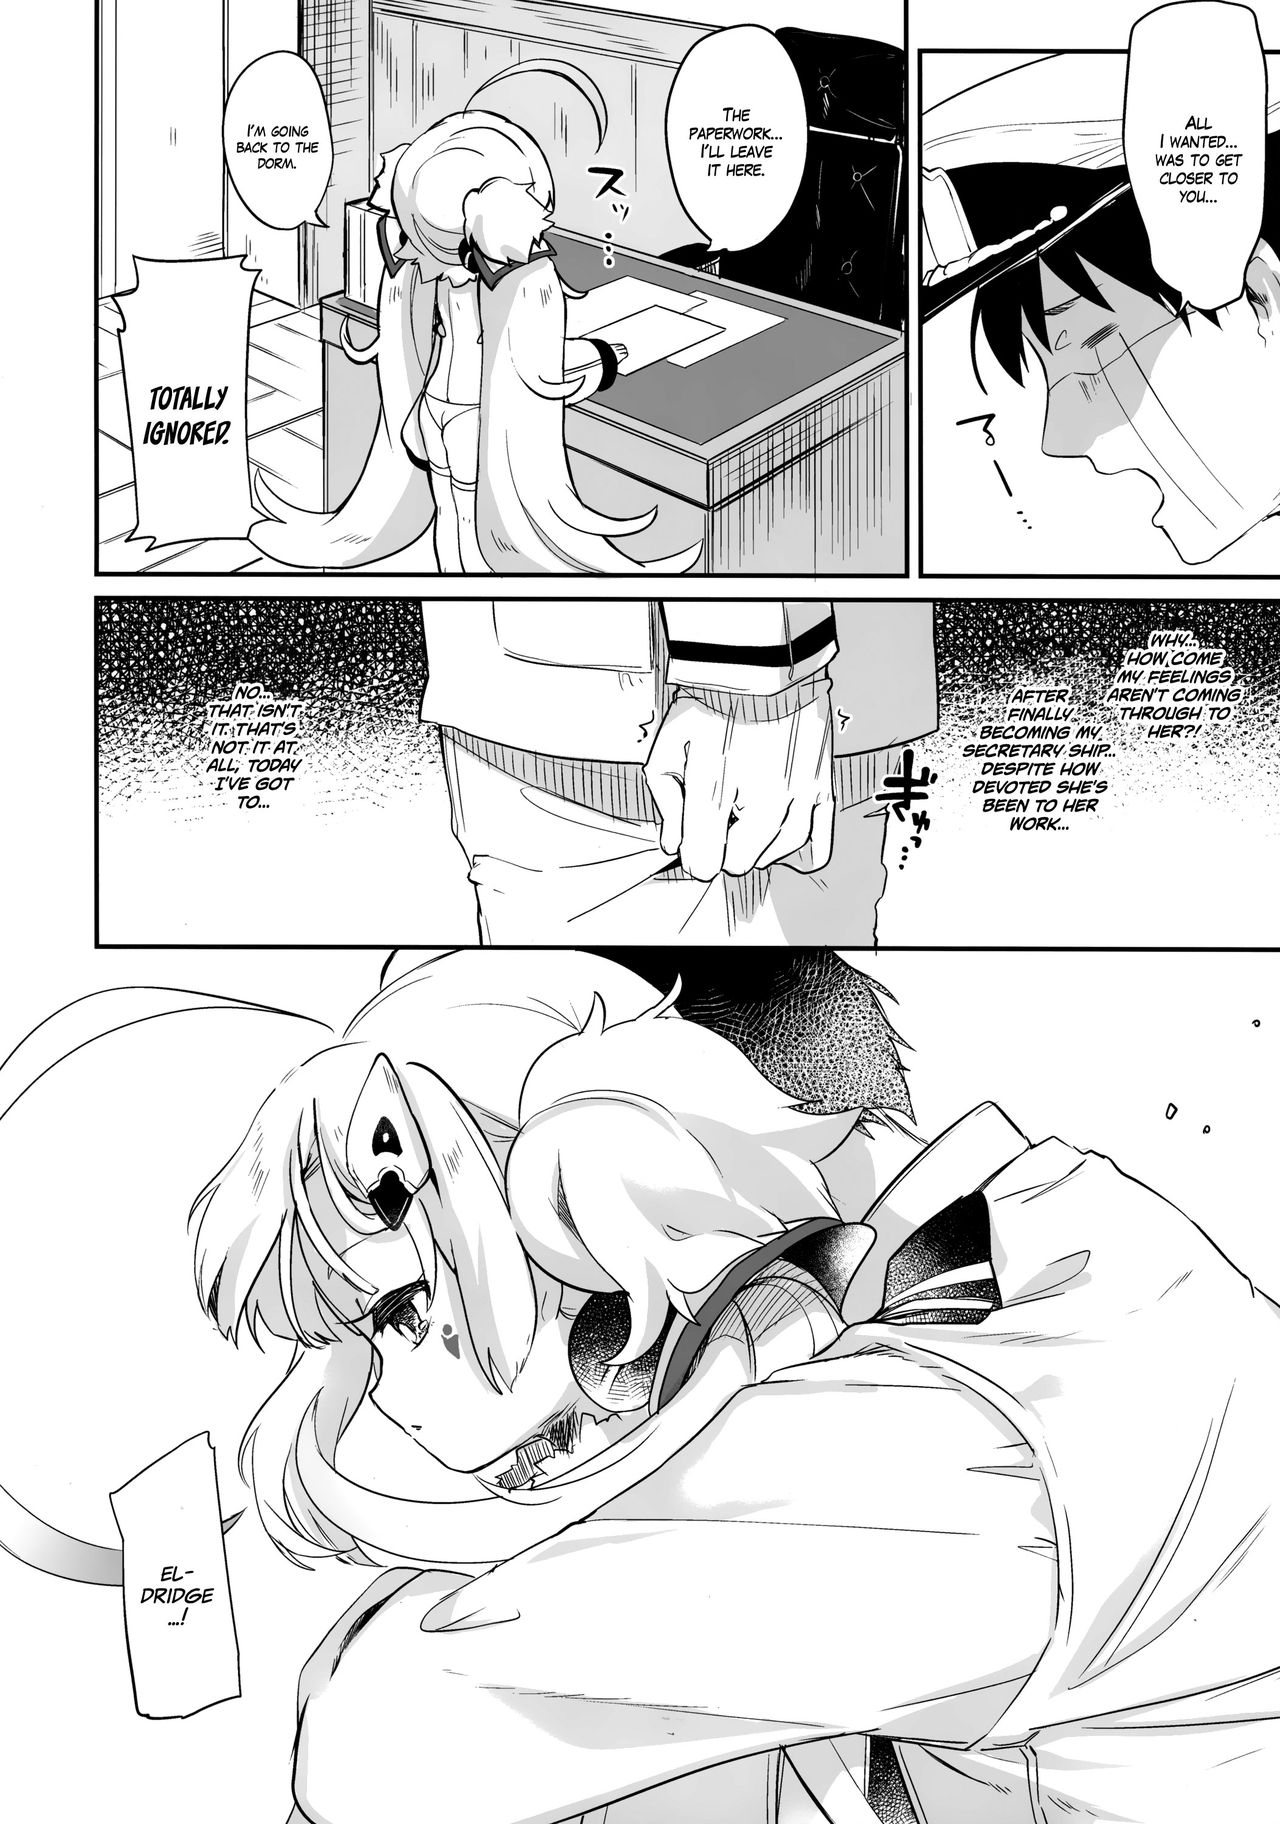 ALL
I WANTED...
WAS TO GET
CLOSER TO
YOU...
THE
PAPERWORK...
I'LL LEAVE
IT HERE.
スッ...
I'M GOING
BACK TO THE
DORM.
TOTALLY
IGNORED.
WHY...
HOW COME
MY FEELINGS
AREN'T COMING
THROUGH TO
HER?!
AFTER
FINALLY
BECOMING MY
SECRETARY SHIP...
DESPITE HOW
DEVOTED SHE'S
BEEN TO HER
WORK...
ぎゅっ...
NO...
THAT ISN'T
IT. THAT'S
NOT IT AT
ALL, TODAY
I'VE GOT
TO...
EL-
DRIDGE
...!